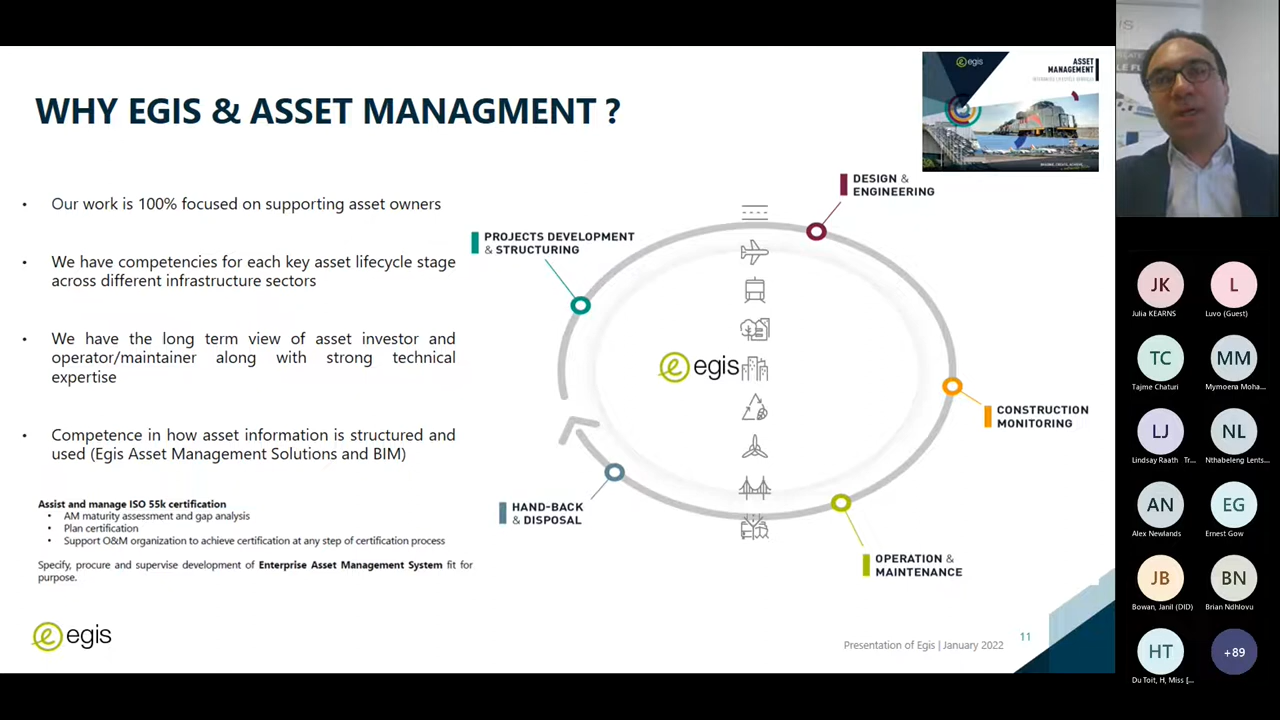 WHY EGIS & ASSET MANAGMENT ?
egis
ASSET
MANAGEMENT
• Our work is 100% focused on supporting asset owners
• We have competencies for each key asset lifecycle stage
across different infrastructure sectors
• We have the long term view of asset investor and
operator/maintainer along with strong technical
expertise
• Competence in how asset information is structured and
used (Egis Asset Management Solutions and BIM)
Assist and manage ISO 55k certification
• AM maturity assessment and gap analysis
• Plan certification
• Support O&M organization to achieve certification at any step of certification process
Specify, procure and supervise development of Enterprise Asset Management System fit for
purpose.
PROJECTS DEVELOPMENT
& STRUCTURING
DESIGN &
ENGINEERING
CONSTRUCTION
MONITORING
OPERATION &
MAINTENANCE
HAND-BACK
& DISPOSAL
egis
egis
Presentation of Egis | January 2022
11
JK
Julia KEARNS
L
Luvo (Guest)
TC
Tajme Chaturi
MM
Mymoena Moha...
LJ
Lindsay Raath Tr...
NL
Nthabeleng Lents...
AN
Alex Newlands
EG
Ernest Gow
JB
Bowan, Janil (DID)
BN
Brian Ndhlovu
HT
Du Toit, H, Miss [...
+89